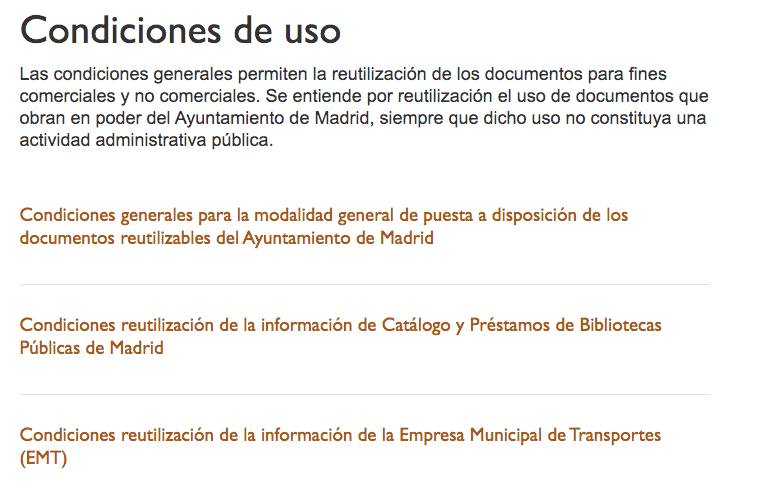 Condiciones de uso
Las condiciones generales permiten la reutilización de los documentos para fines
comerciales y no comerciales. Se entiende por reutilización el uso de documentos que
obran en poder del Ayuntamiento de Madrid, siempre que dicho uso no constituya una
actividad administrativa pública.
Condiciones generales para la modalidad general de puesta a disposición de los
documentos reutilizables del Ayuntamiento de Madrid
Condiciones reutilización de la información de Catálogo y Préstamos de Bibliotecas
Públicas de Madrid
Condiciones reutilización de la información de la Empresa Municipal de Transportes
(EMT)